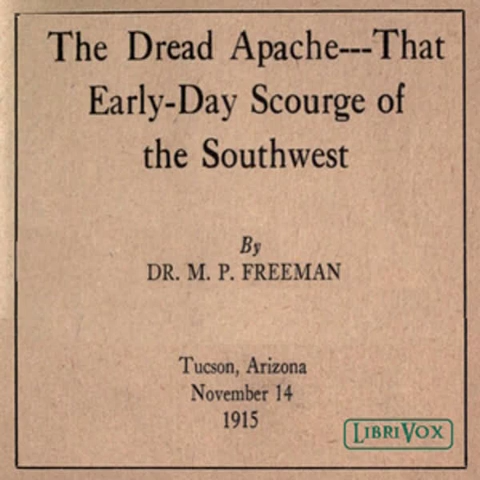 The Dread Apache---That
Early-Day Scourge of
the Southwest
By
DR. M. P. FREEMAN
Tucson, Arizona
November 14
1915
LIBRIVOX